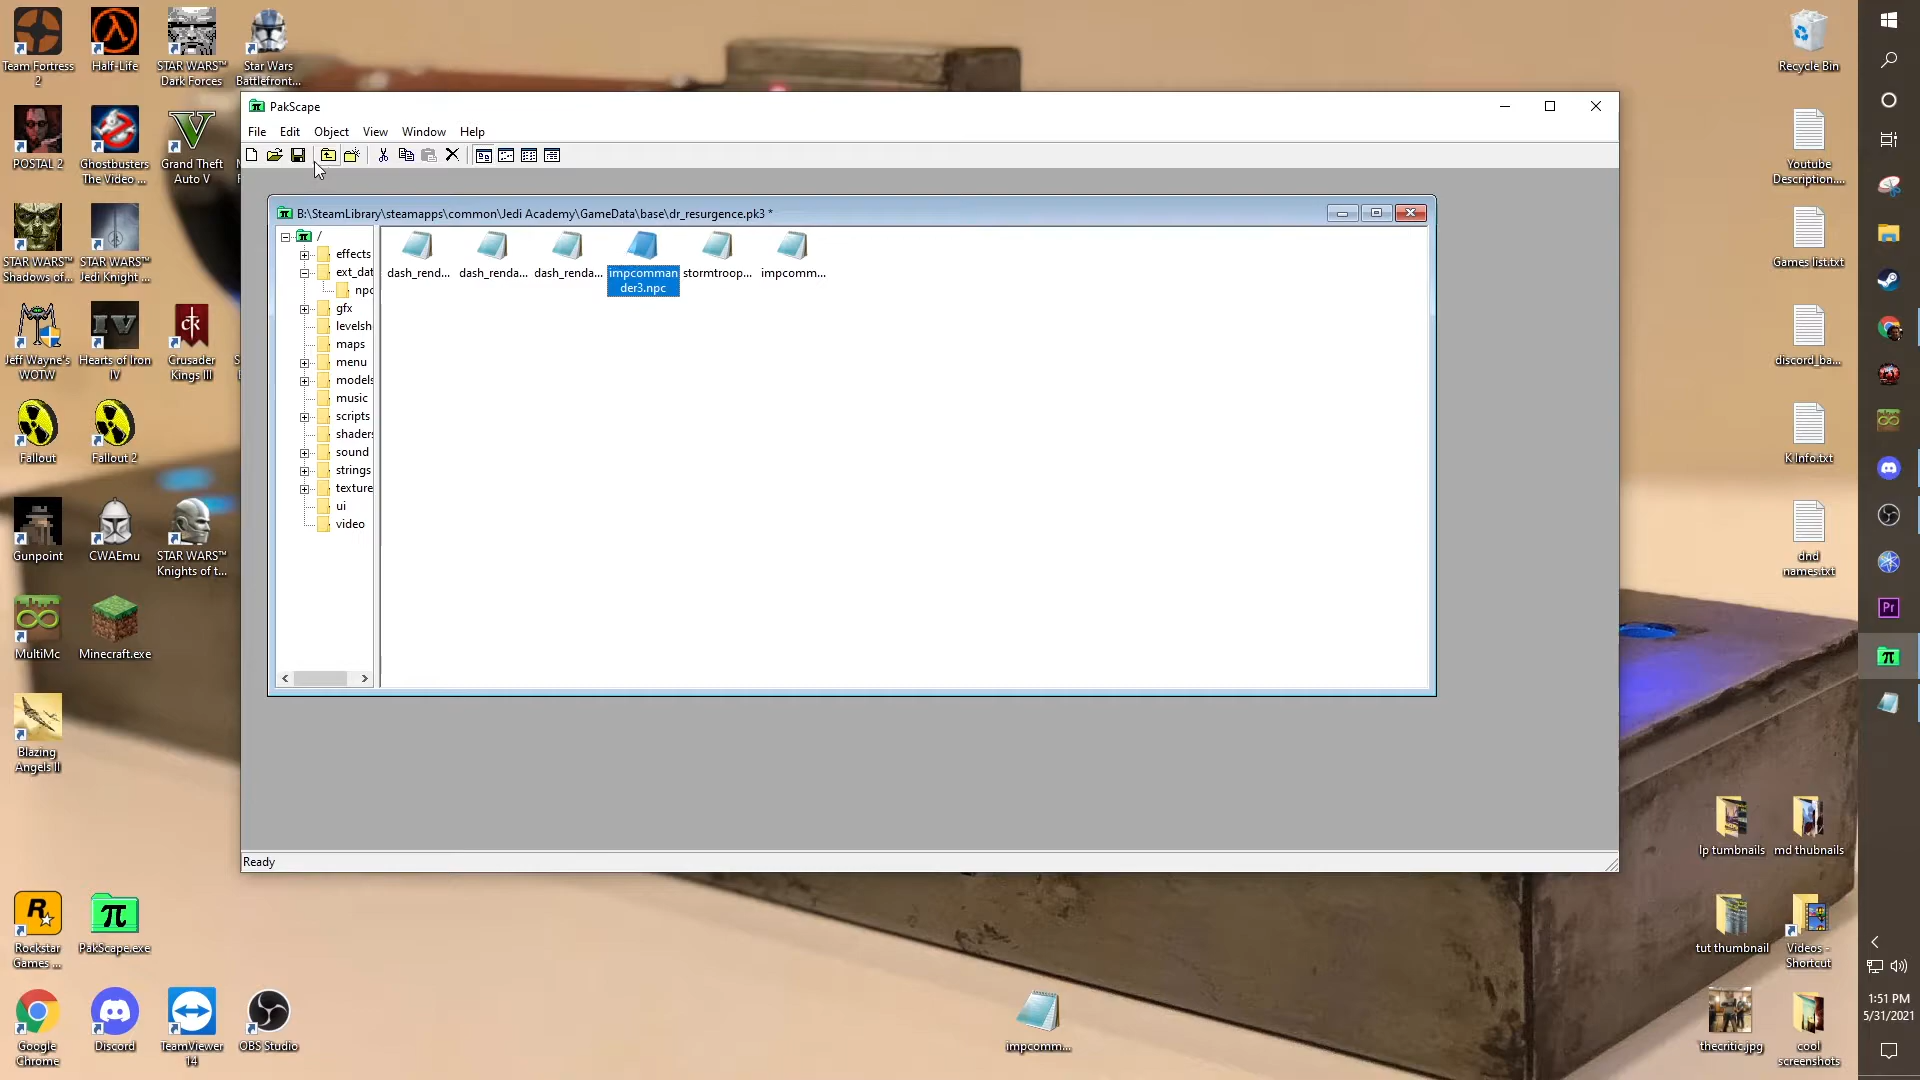 Team Fortress
2
Half-Life
STAR WARS™
Dark Forces
Star Wars
Battlefront...
POSTAL 2
Ghostbusters
The Video ...
Grand Theft
Auto V
STAR WARS™
Shadows of...
STAR WARS™
Jedi Knight ...
Jeff Wayne's
WOTW
Hearts of Iron
IV
Crusader
Kings III
Fallout
Fallout 2
Gunpoint
CWAEmu
STAR WARS™
Knights of t...
MultiMc
Minecraft.exe
Blazing
Angels II
Rockstar
Games ...
PakScape.exe
Google
Chrome
Discord
TeamViewer
14
OBS Studio
PakScape
File Edit Object View Window Help
B:\SteamLibrary\steamapps\common\Jedi Academy\GameData\base\dr_resurgence.pk3 *
/
effects
ext_dat
npc
gfx
levelsh
maps
menu
models
music
scripts
shaders
sound
strings
texture
ui
video
dash_rend...
dash_renda...
dash_renda...
impcomman
der3.npc
stormtroop...
impcomm...
Ready
impcomm...
Recycle Bin
Youtube
Description....
Games list.txt
discord_ba...
K Info.txt
dnd
names.txt
lp tumbnails
md thubnails
tut thumbnail
Videos -
Shortcut
thecritic.jpg
cool
screenshots
Pr
1:51 PM
5/31/2021